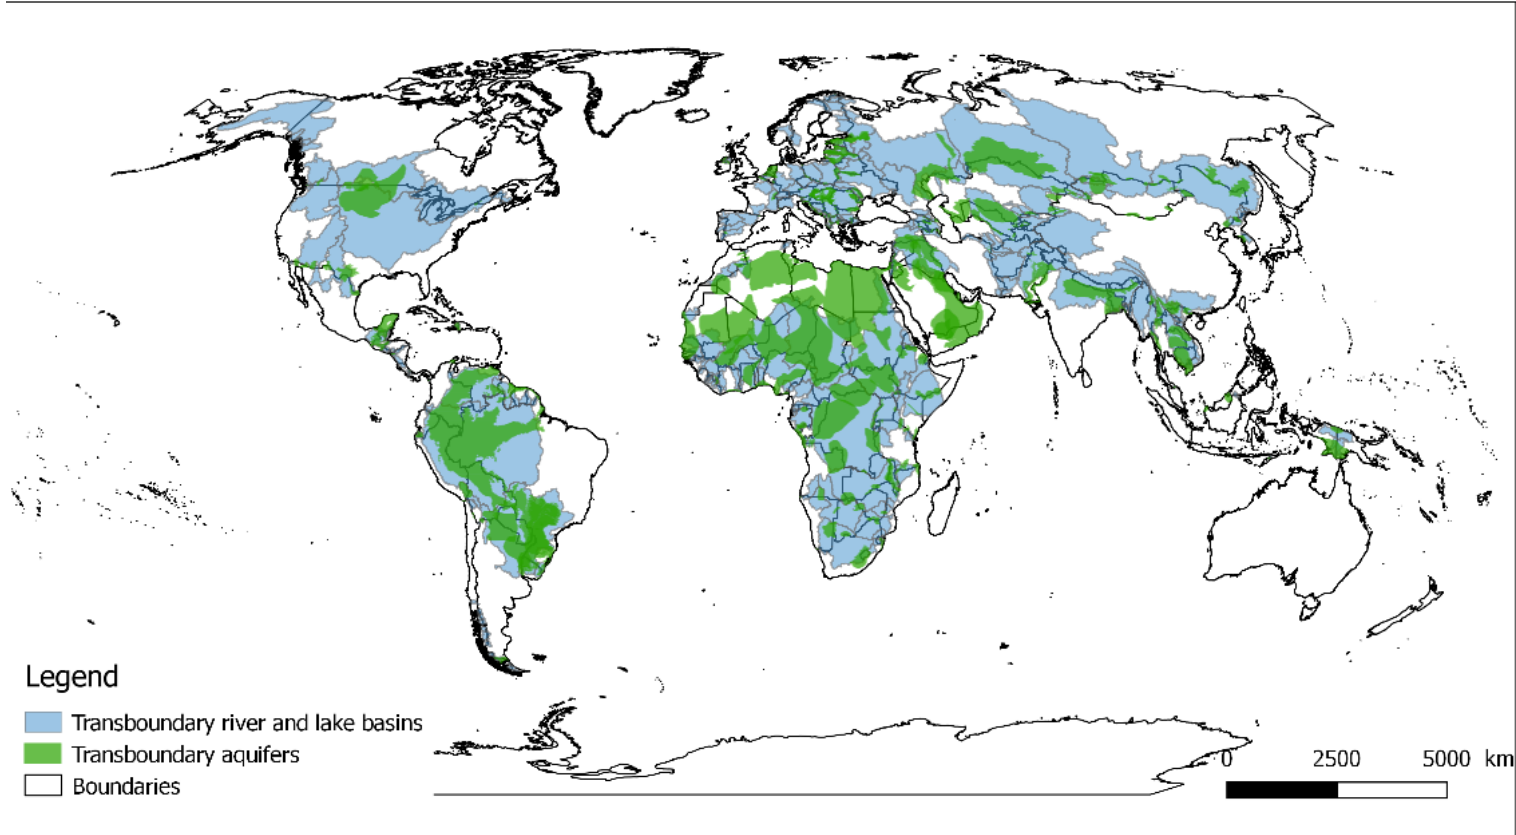 Legend
Transboundary river and lake basins
Transboundary aquifers
Boundaries
0 2500 5000 km